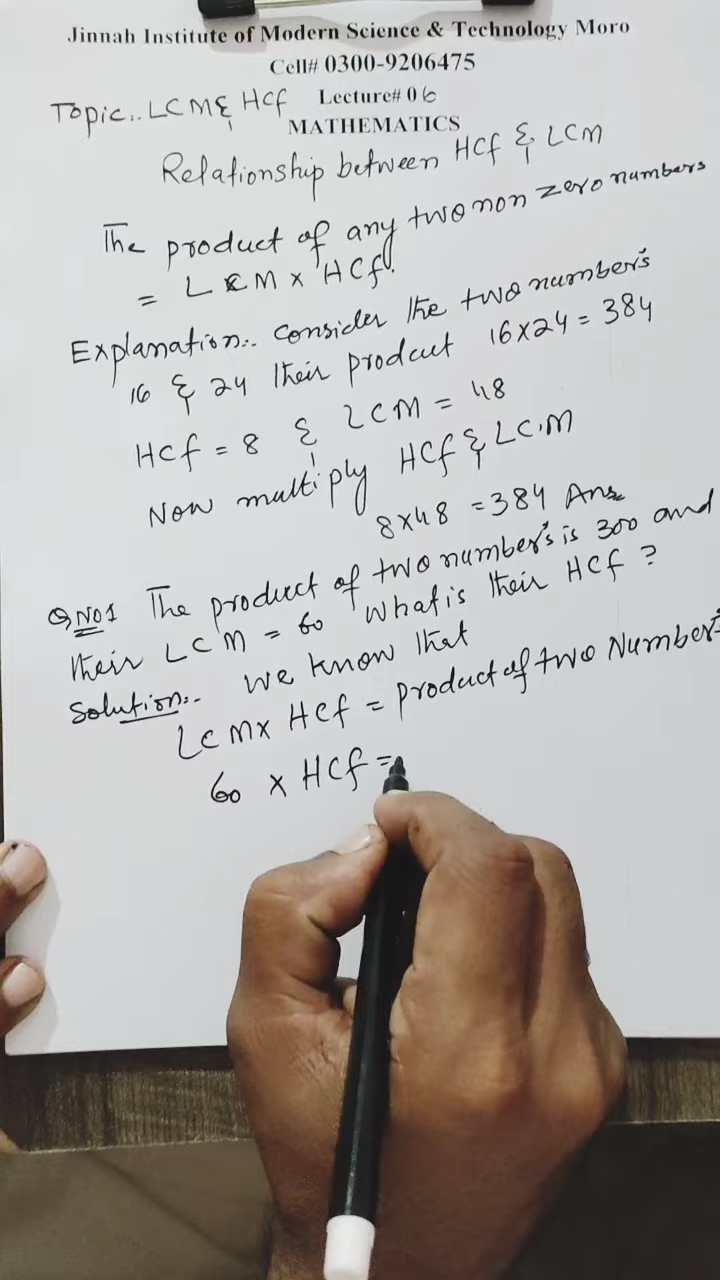 Jinnah Institute of Modern Science & Technology Moro
Cell# 0300-9206475
Topic:. LCM & HCf Lecture# 06
MATHEMATICS
Relationship between HCf & LCM
The product of any two non zero numbers
= LCM x HCf.
Explanation:. Consider the two number's
16 & 24 their product 16x24 = 384
HCf = 8 & LCM = 48
Now multiply HCf & LC.M
8x48 = 384 Ans
Q No1 The product of two number's is 300 and
their LCM = 60 What is their HCf ?
Solution:- We know that
LCM x HCf = product of two Number's
60 x HCf =